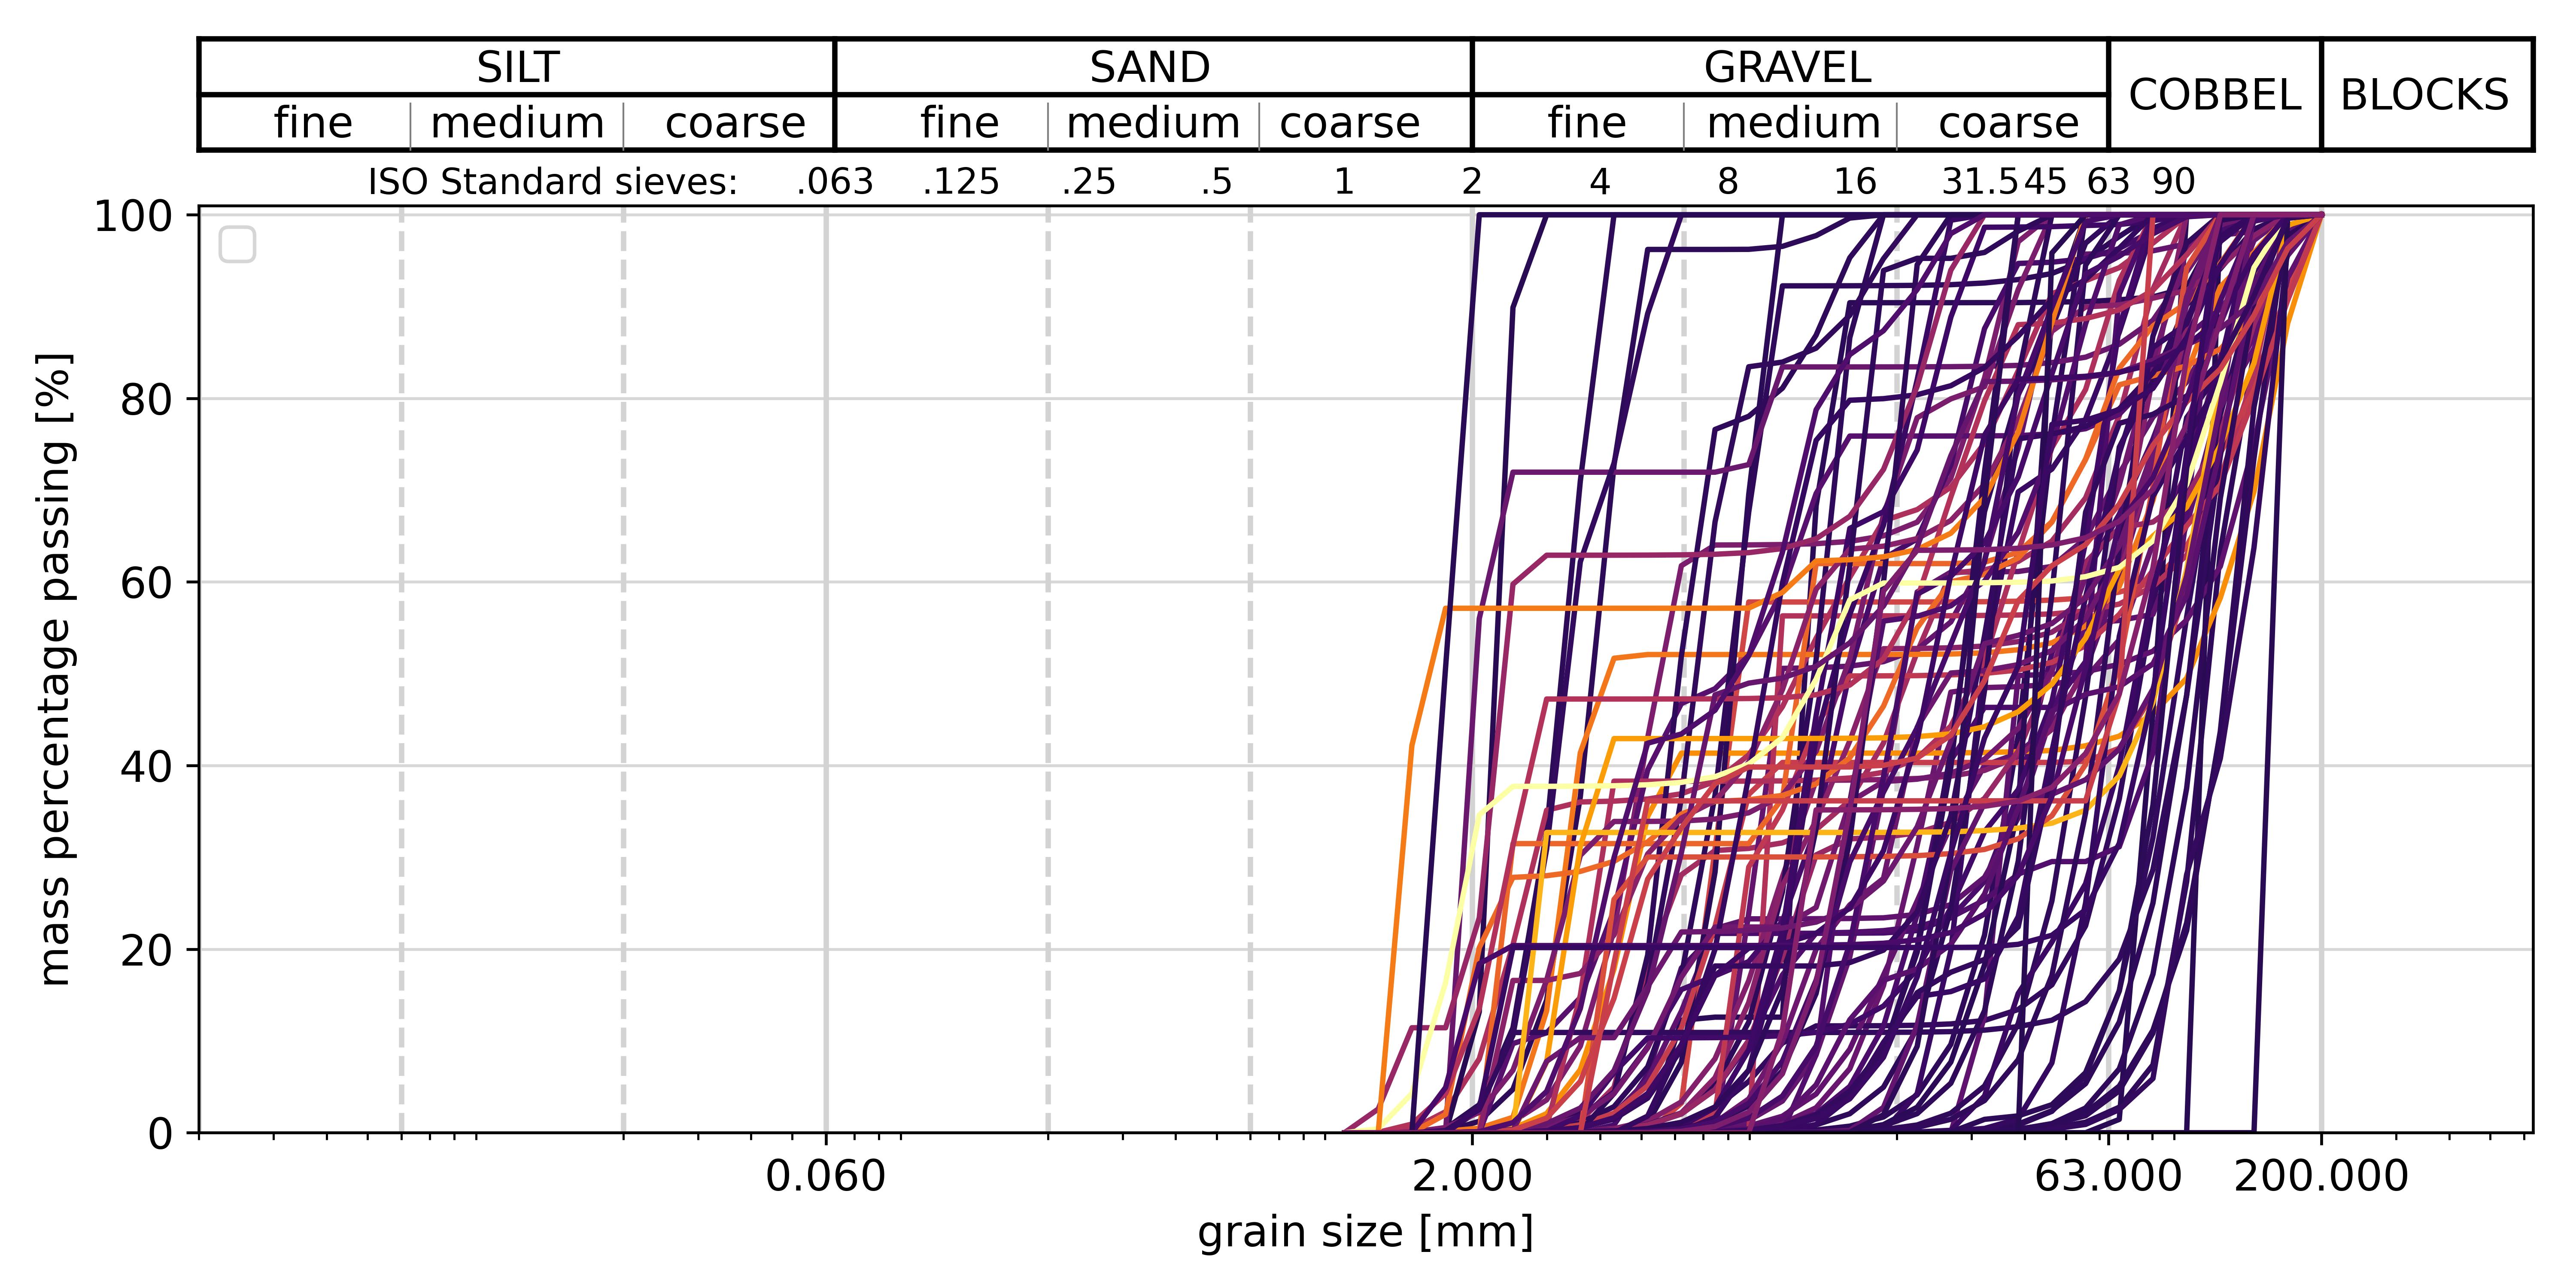 SILT SAND GRAVEL COBBEL BLOCKS
fine medium coarse fine medium coarse fine medium coarse
ISO Standard sieves: .063 .125 .25 .5 1 2 4 8 16 31.5 45 63 90
100
80
60
40
20
0
mass percentage passing [%]
0.060 2.000 63.000 200.000
grain size [mm]